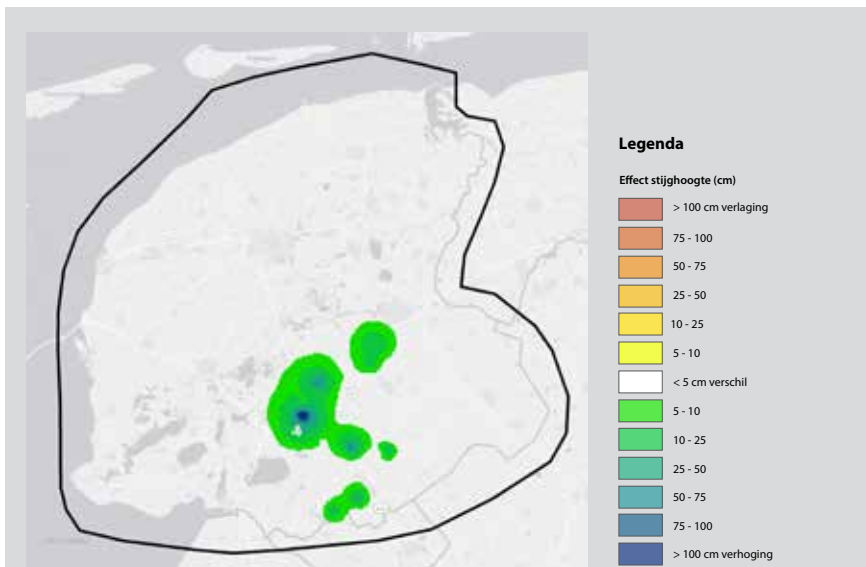 Legenda
Effect stijghoogte (cm)
> 100 cm verlaging
75 - 100
50 - 75
25 - 50
10 - 25
5 - 10
< 5 cm verschil
5 - 10
10 - 25
25 - 50
50 - 75
75 - 100
> 100 cm verhoging